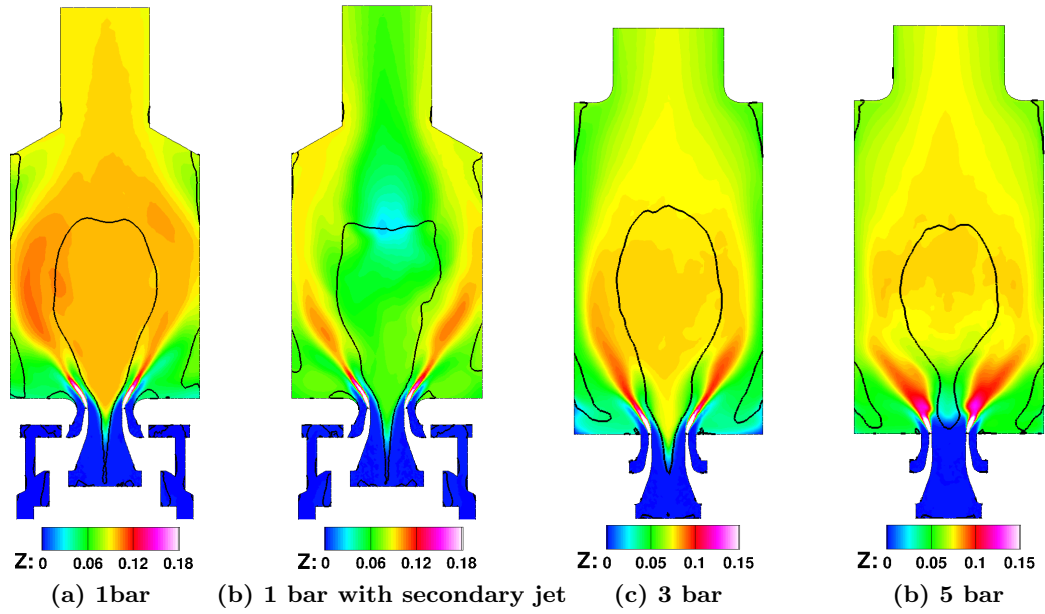 Z: 0 0.06 0.12 0.18
Z: 0 0.06 0.12 0.18
Z: 0 0.05 0.1 0.15
Z: 0 0.05 0.1 0.15
(a) 1bar
(b) 1 bar with secondary jet
(c) 3 bar
(b) 5 bar